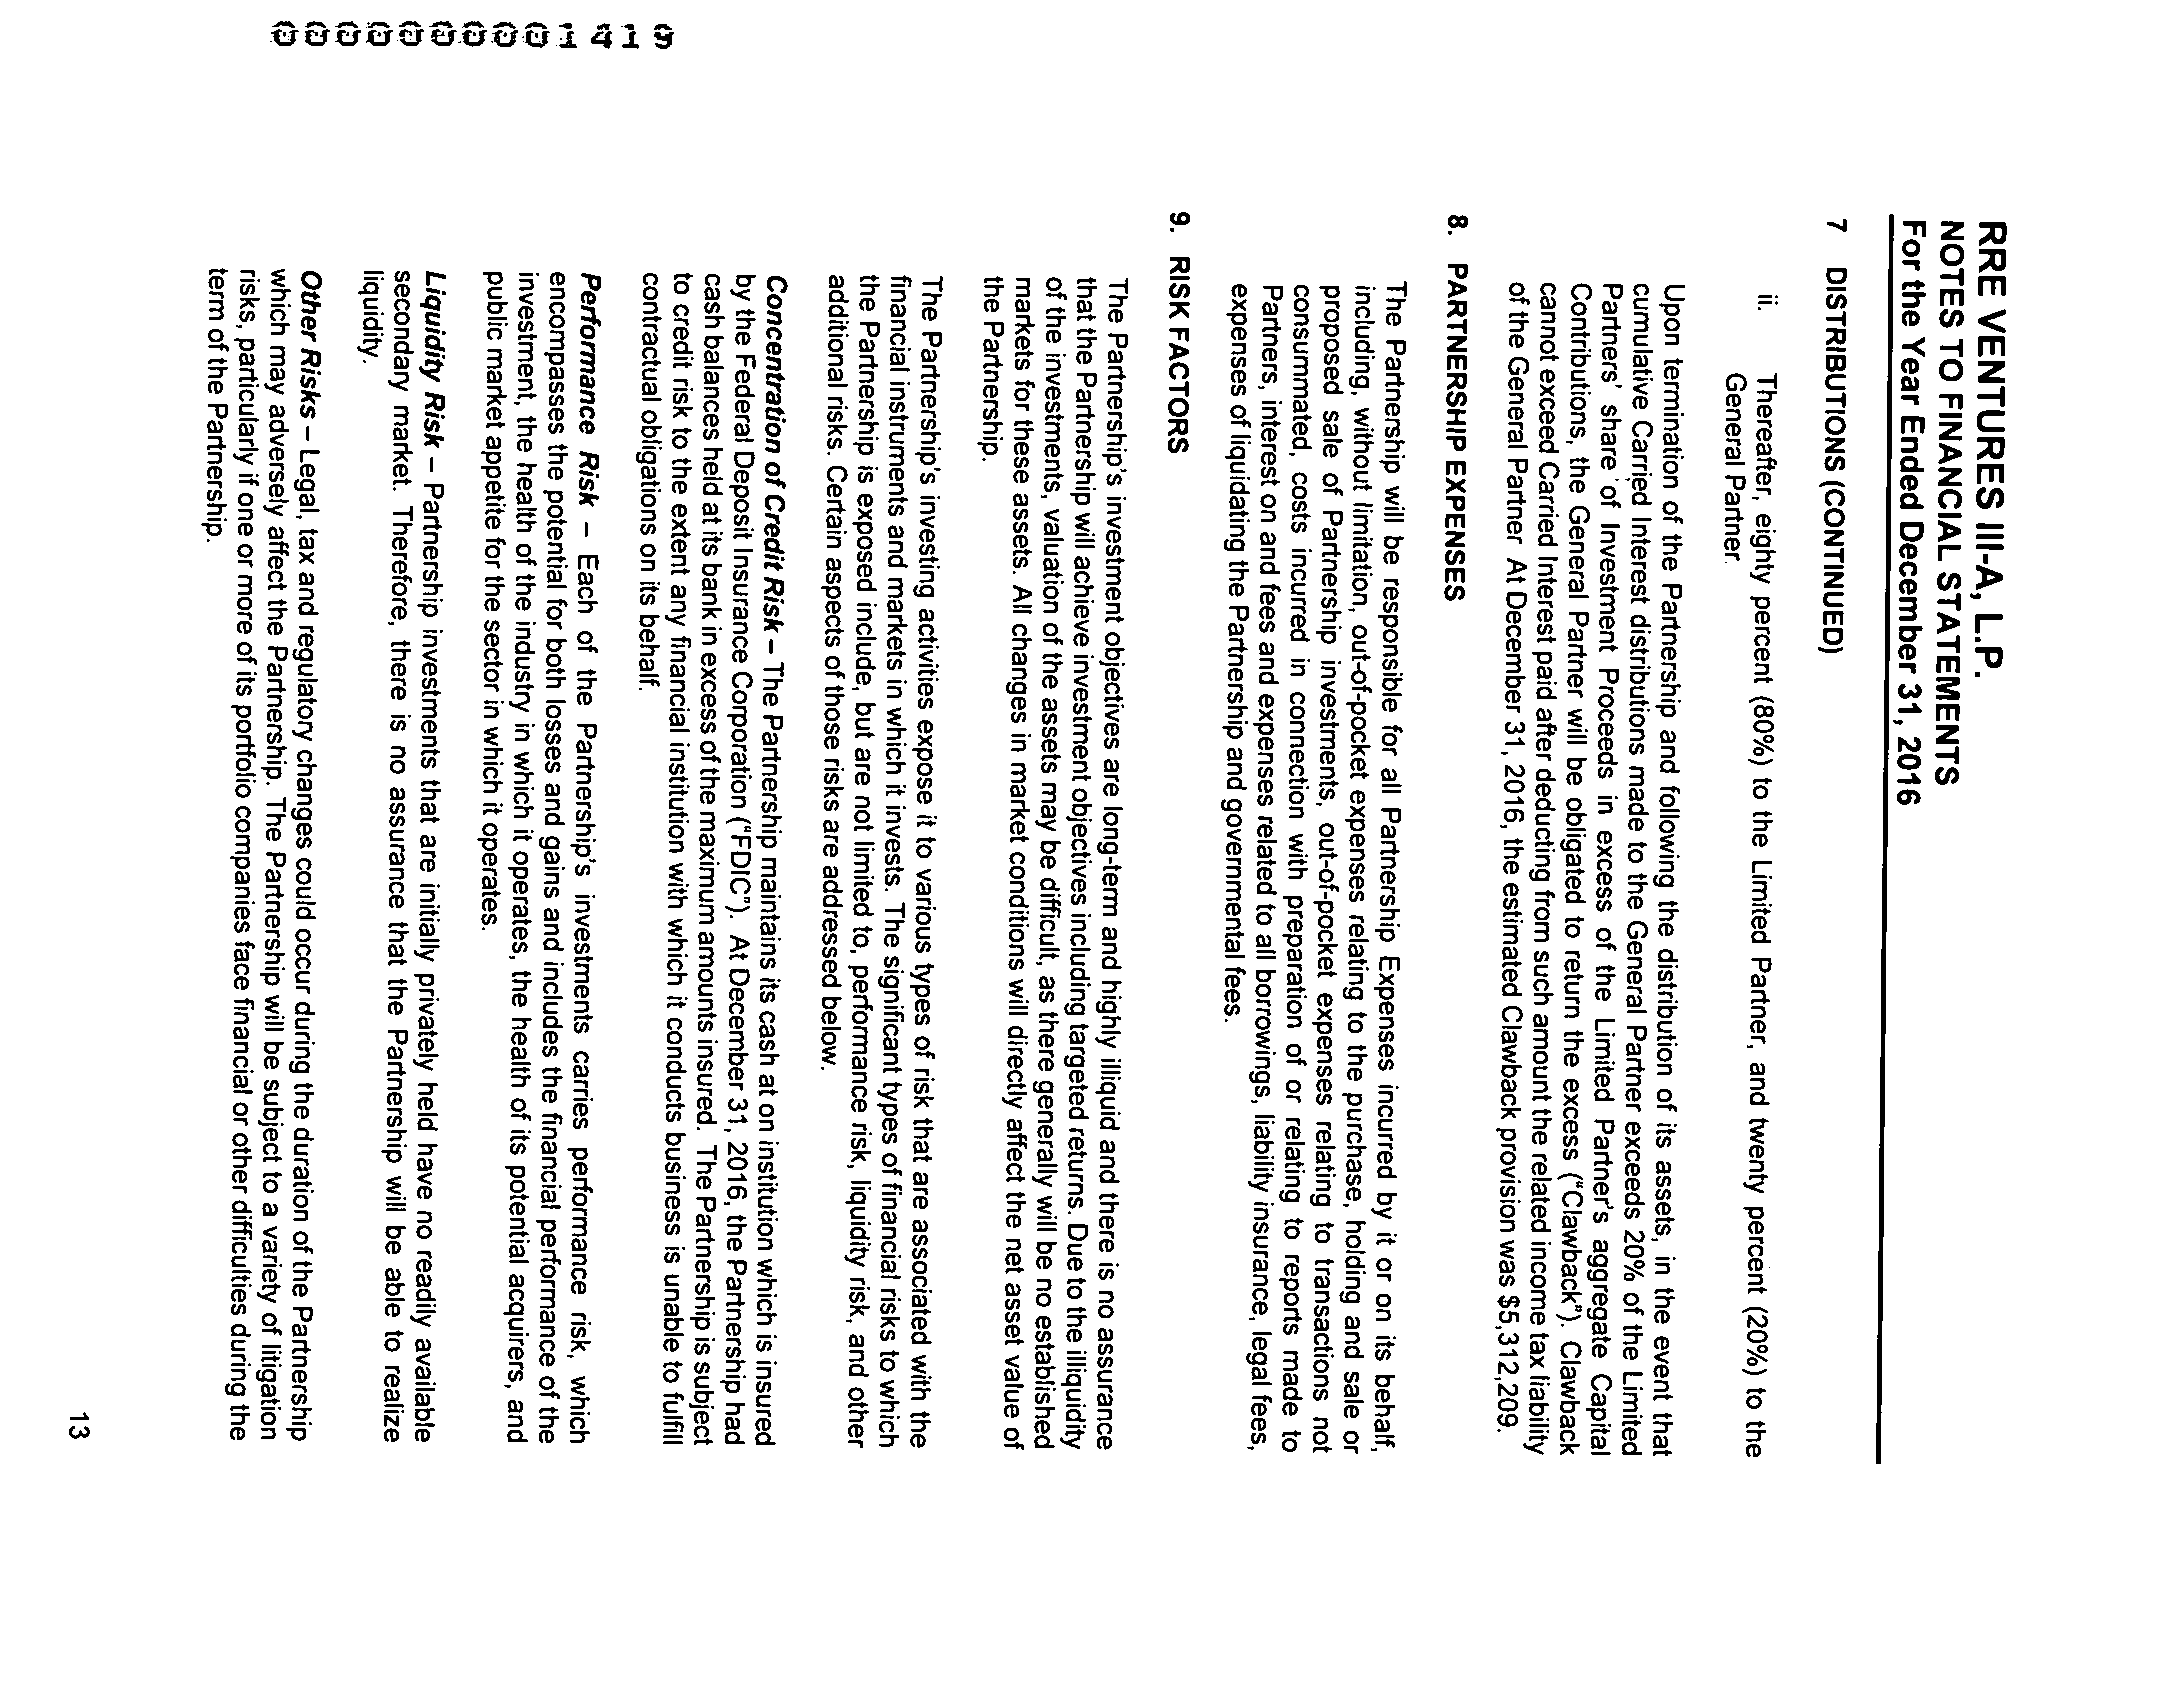 RRE VENTURES III-A, L.P.
NOTES TO FINANCIAL STATEMENTS
For the Year Ended December 31, 2016
7 DISTRIBUTIONS (CONTINUED)
ii. Thereafter, eighty percent (80%) to the Limited Partner, and twenty percent (20%) to the
General Partner.
Upon termination of the Partnership and following the distribution of its assets, in the event that
cumulative Carried Interest distributions made to the General Partner exceeds 20% of the Limited
Partners' share of Investment Proceeds in excess of the Limited Partner's aggregate Capital
Contributions, the General Partner will be obligated to return the excess ("Clawback"). Clawback
cannot exceed Carried Interest paid after deducting from such amount the related income tax liability
of the General Partner At December 31, 2016, the estimated Clawback provision was $5,312,209.
8. PARTNERSHIP EXPENSES
The Partnership will be responsible for all Partnership Expenses incurred by it or on its behalf,
including, without limitation, out-of-pocket expenses relating to the purchase, holding and sale or
proposed sale of Partnership investments, out-of-pocket expenses relating to transactions not
consummated, costs incurred in connection with preparation of or relating to reports made to
Partners, interest on and fees and expenses related to all borrowings, liability insurance, legal fees,
expenses of liquidating the Partnership and governmental fees.
9. RISK FACTORS
The Partnership's investment objectives are long-term and highly illiquid and there is no assurance
that the Partnership will achieve investment objectives including targeted returns. Due to the illiquidity
of the investments, valuation of the assets may be difficult, as there generally will be no established
markets for these assets. All changes in market conditions will directly affect the net asset value of
the Partnership.
The Partnership's investing activities expose it to various types of risk that are associated with the
financial instruments and markets in which it invests. The significant types of financial risks to which
the Partnership is exposed include, but are not limited to, performance risk, liquidity risk, and other
additional risks. Certain aspects of those risks are addressed below.
Concentration of Credit Risk – The Partnership maintains its cash at on institution which is insured
by the Federal Deposit Insurance Corporation ("FDIC"). At December 31, 2016, the Partnership had
cash balances held at its bank in excess of the maximum amounts insured. The Partnership is subject
to credit risk to the extent any financial institution with which it conducts business is unable to fulfill
contractual obligations on its behalf.
Performance Risk – Each of the Partnership's investments carries performance risk, which
encompasses the potential for both losses and gains and includes the financial performance of the
investment, the health of the industry in which it operates, the health of its potential acquirers, and
public market appetite for the sector in which it operates.
Liquidity Risk – Partnership investments that are initially privately held have no readily available
secondary market. Therefore, there is no assurance that the Partnership will be able to realize
liquidity.
Other Risks – Legal, tax and regulatory changes could occur during the duration of the Partnership
which may adversely affect the Partnership. The Partnership will be subject to a variety of litigation
risks, particularly if one or more of its portfolio companies face financial or other difficulties during the
term of the Partnership.
13
0000000001419